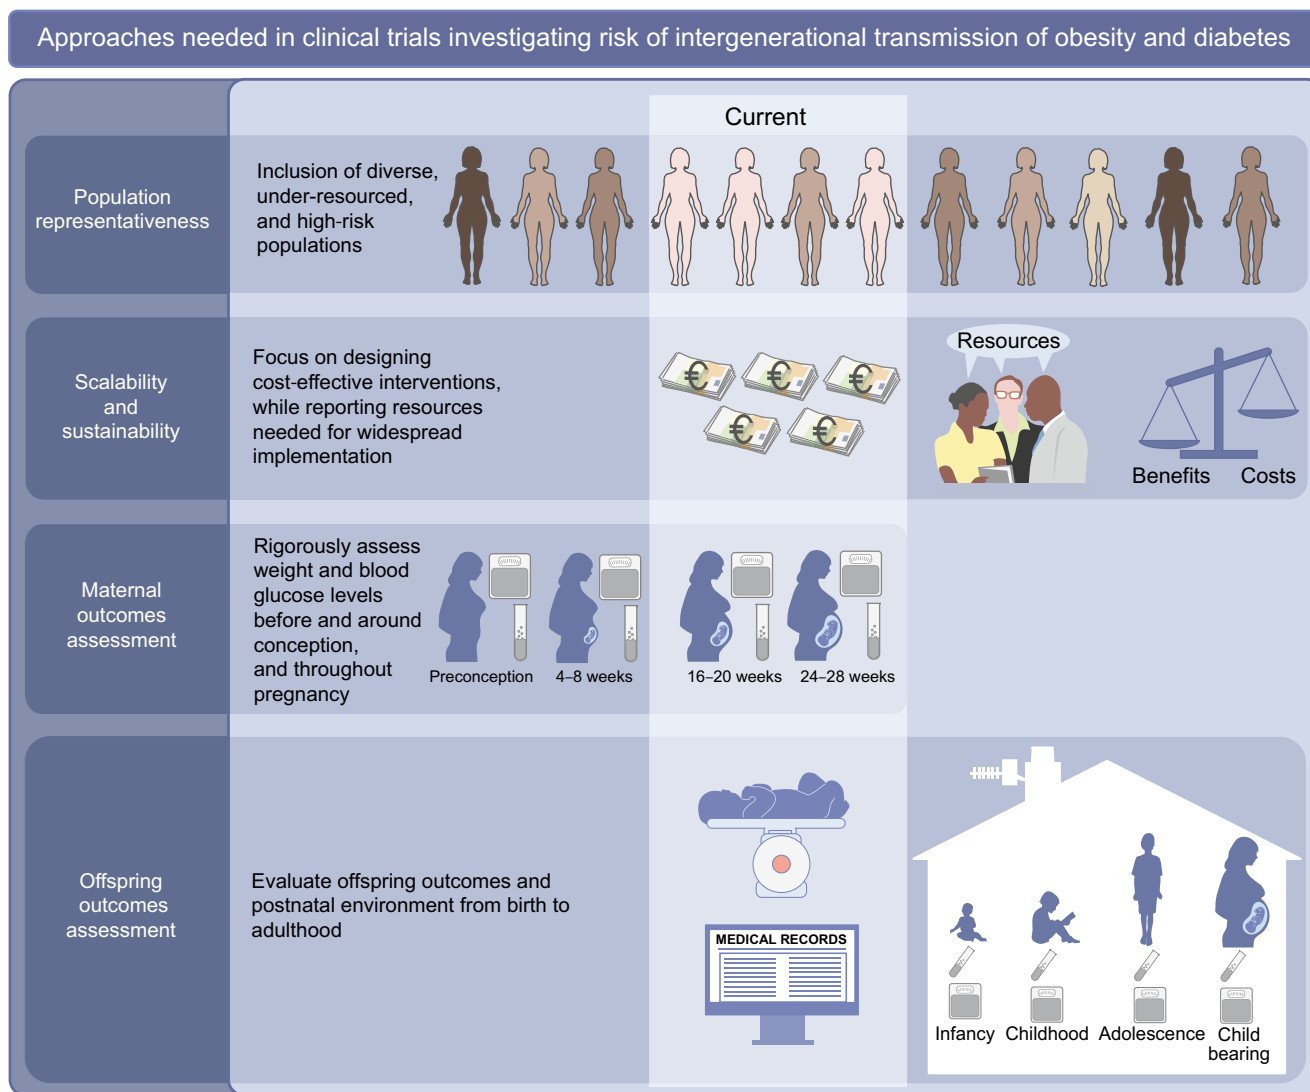 Approaches needed in clinical trials investigating risk of intergenerational transmission of obesity and diabetes
Current
Population
representativeness
Inclusion of diverse,
under-resourced,
and high-risk
populations
Scalability
and
sustainability
Focus on designing
cost-effective interventions,
while reporting resources
needed for widespread
implementation
€
€
€
€
€
Resources
Benefits
Costs
Maternal
outcomes
assessment
Rigorously assess
weight and blood
glucose levels
before and around
conception,
and throughout
pregnancy
Preconception
4–8 weeks
16–20 weeks
24–28 weeks
Offspring
outcomes
assessment
Evaluate offspring outcomes and
postnatal environment from birth to
adulthood
MEDICAL RECORDS
Infancy
Childhood
Adolescence
Child
bearing